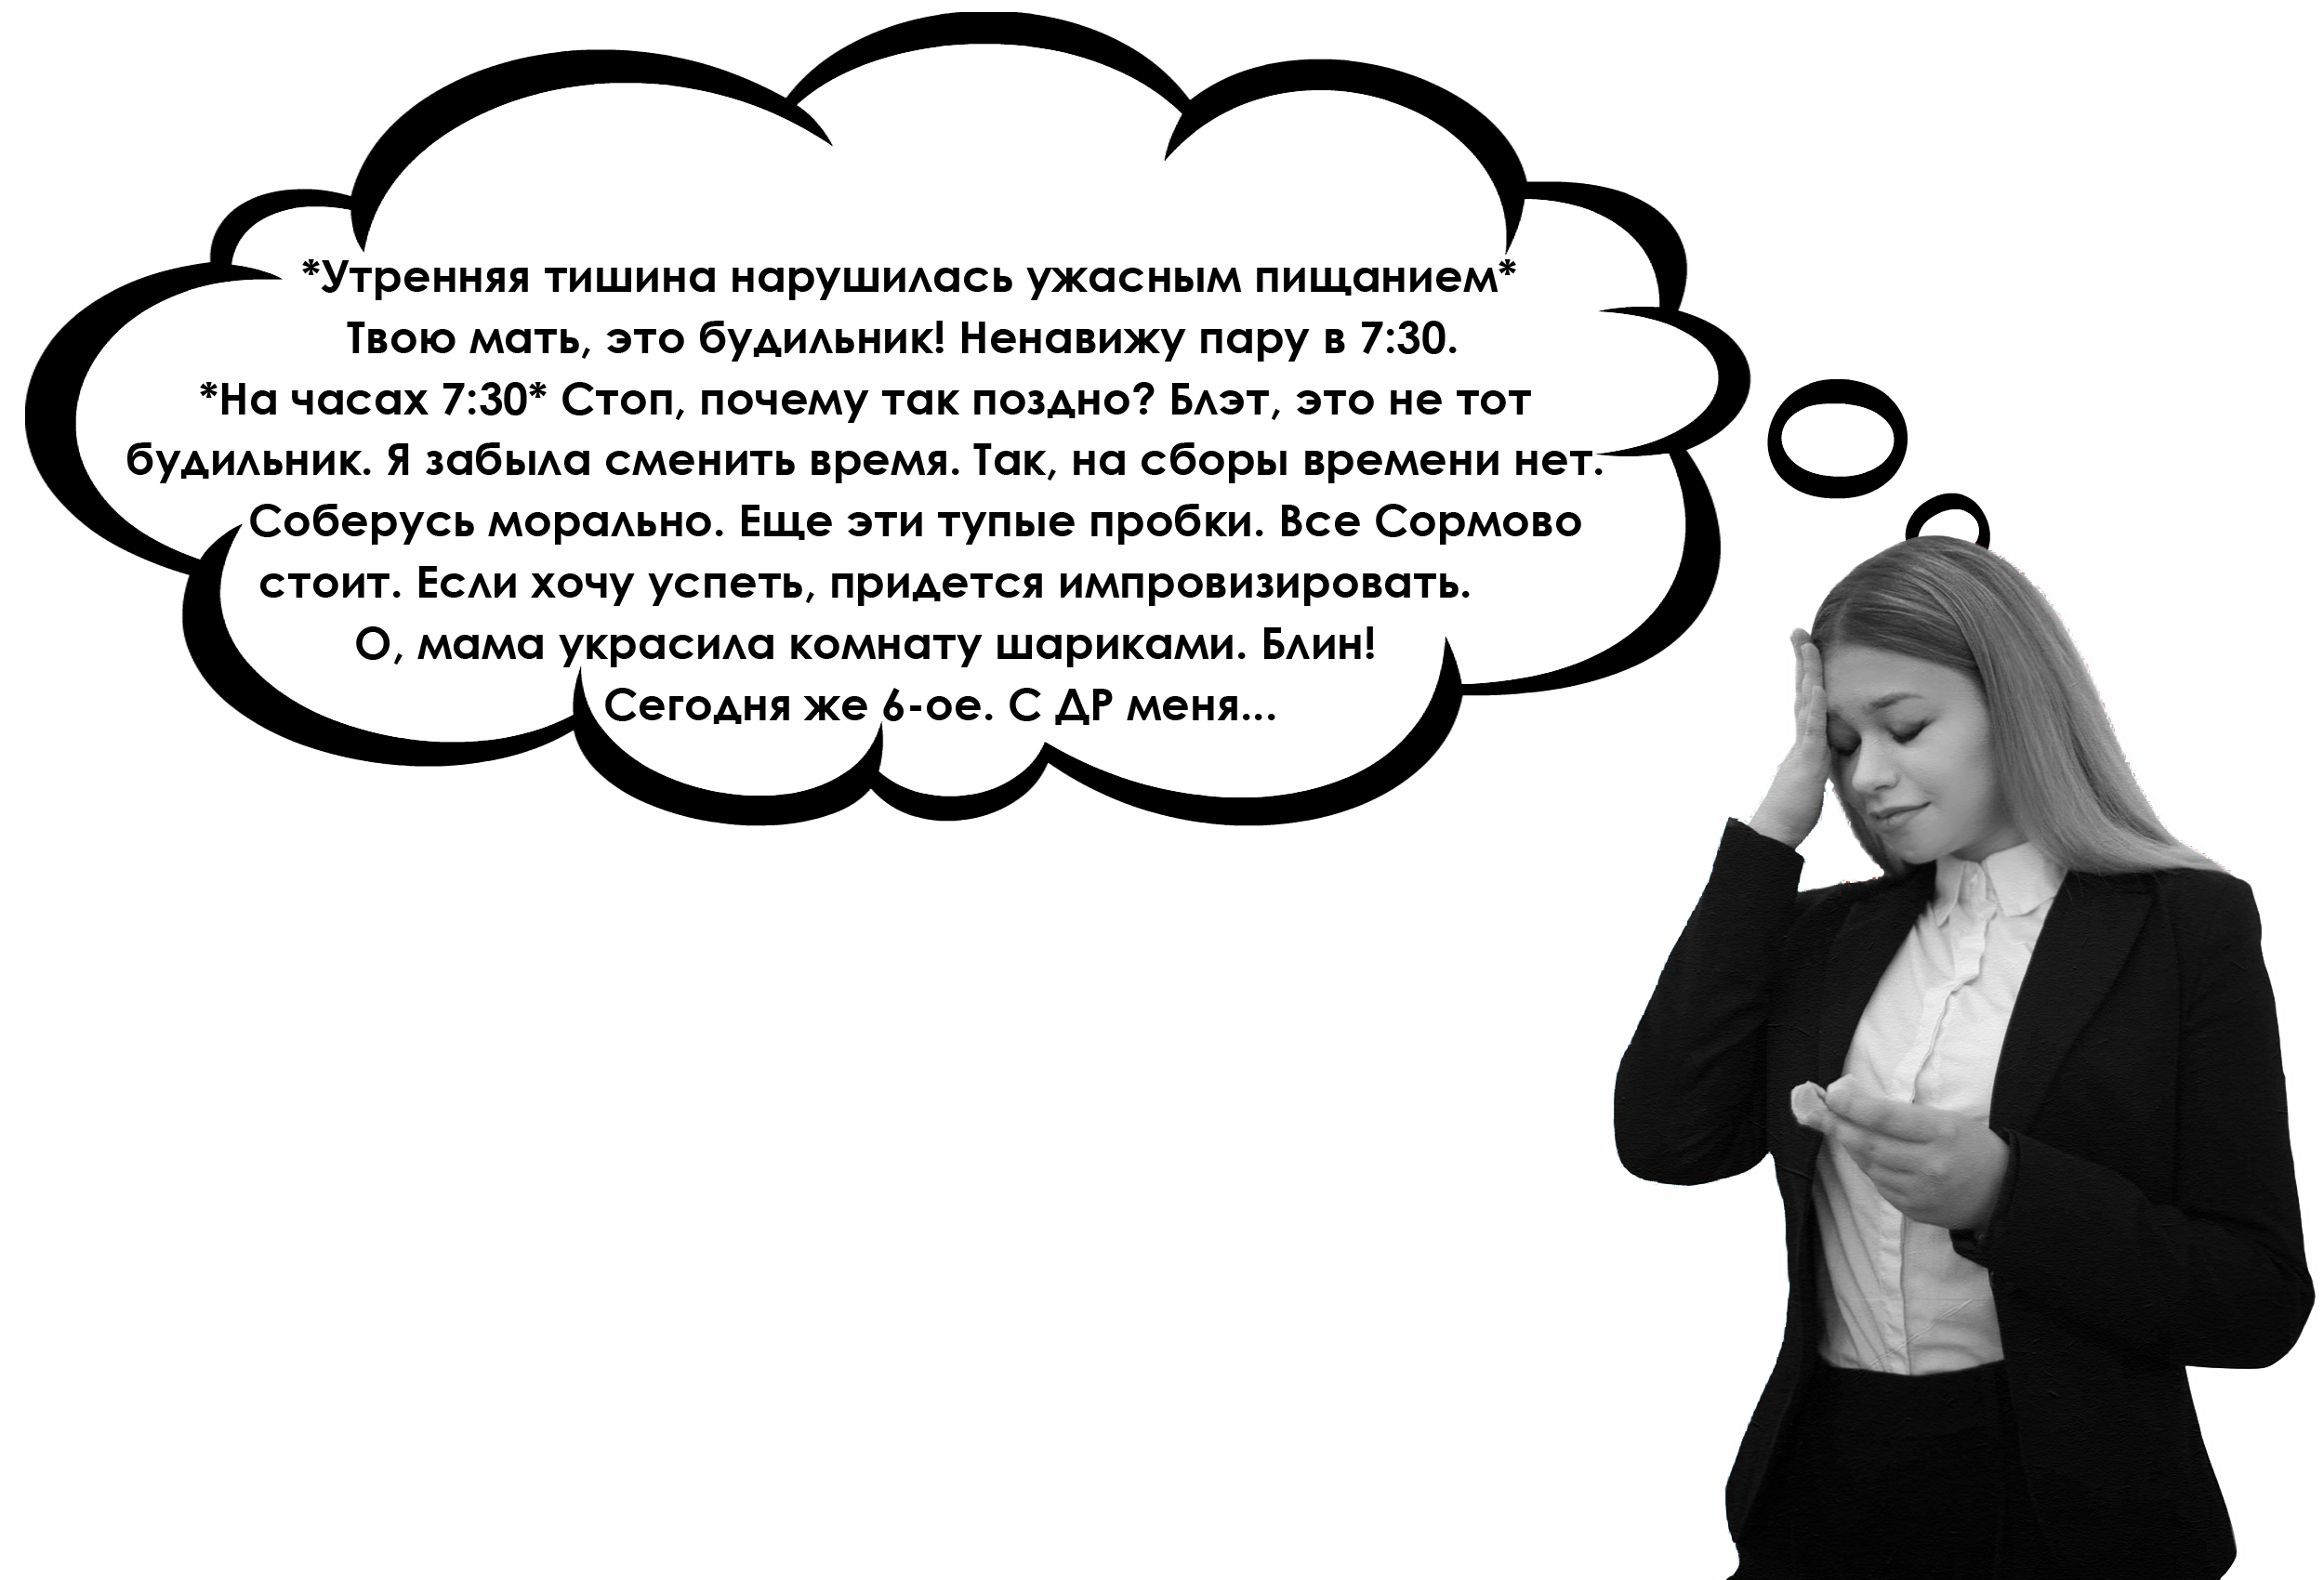 *Утренняя тишина нарушилась ужасным пищанием*
Твою мать, это будильник! Ненавижу пару в 7:30.
*На часах 7:30* Стоп, почему так поздно? Блэт, это не тот
будильник. Я забыла сменить время. Так, на сборы времени нет.
Соберусь морально. Еще эти тупые пробки. Все Сормово
стоит. Если хочу успеть, придется импровизировать.
О, мама украсила комнату шариками. Блин!
Сегодня же 6-ое. С ДР меня...